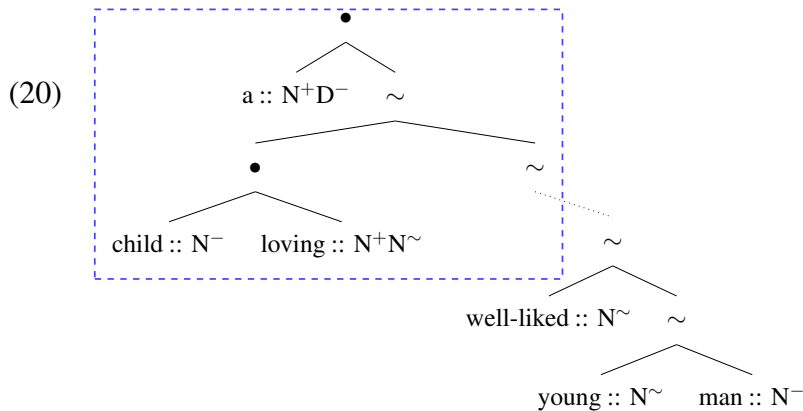 •
(20)
a :: N⁺D⁻ ∼
• ∼
child :: N⁻ loving :: N⁺N∼
∼
well-liked :: N∼ ∼
young :: N∼ man :: N⁻